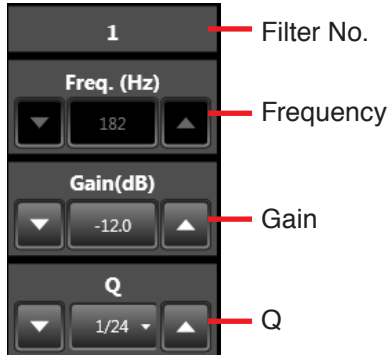 1
Filter No.
Freq. (Hz)
182
Frequency
Gain(dB)
-12.0
Gain
Q
1/24
Q